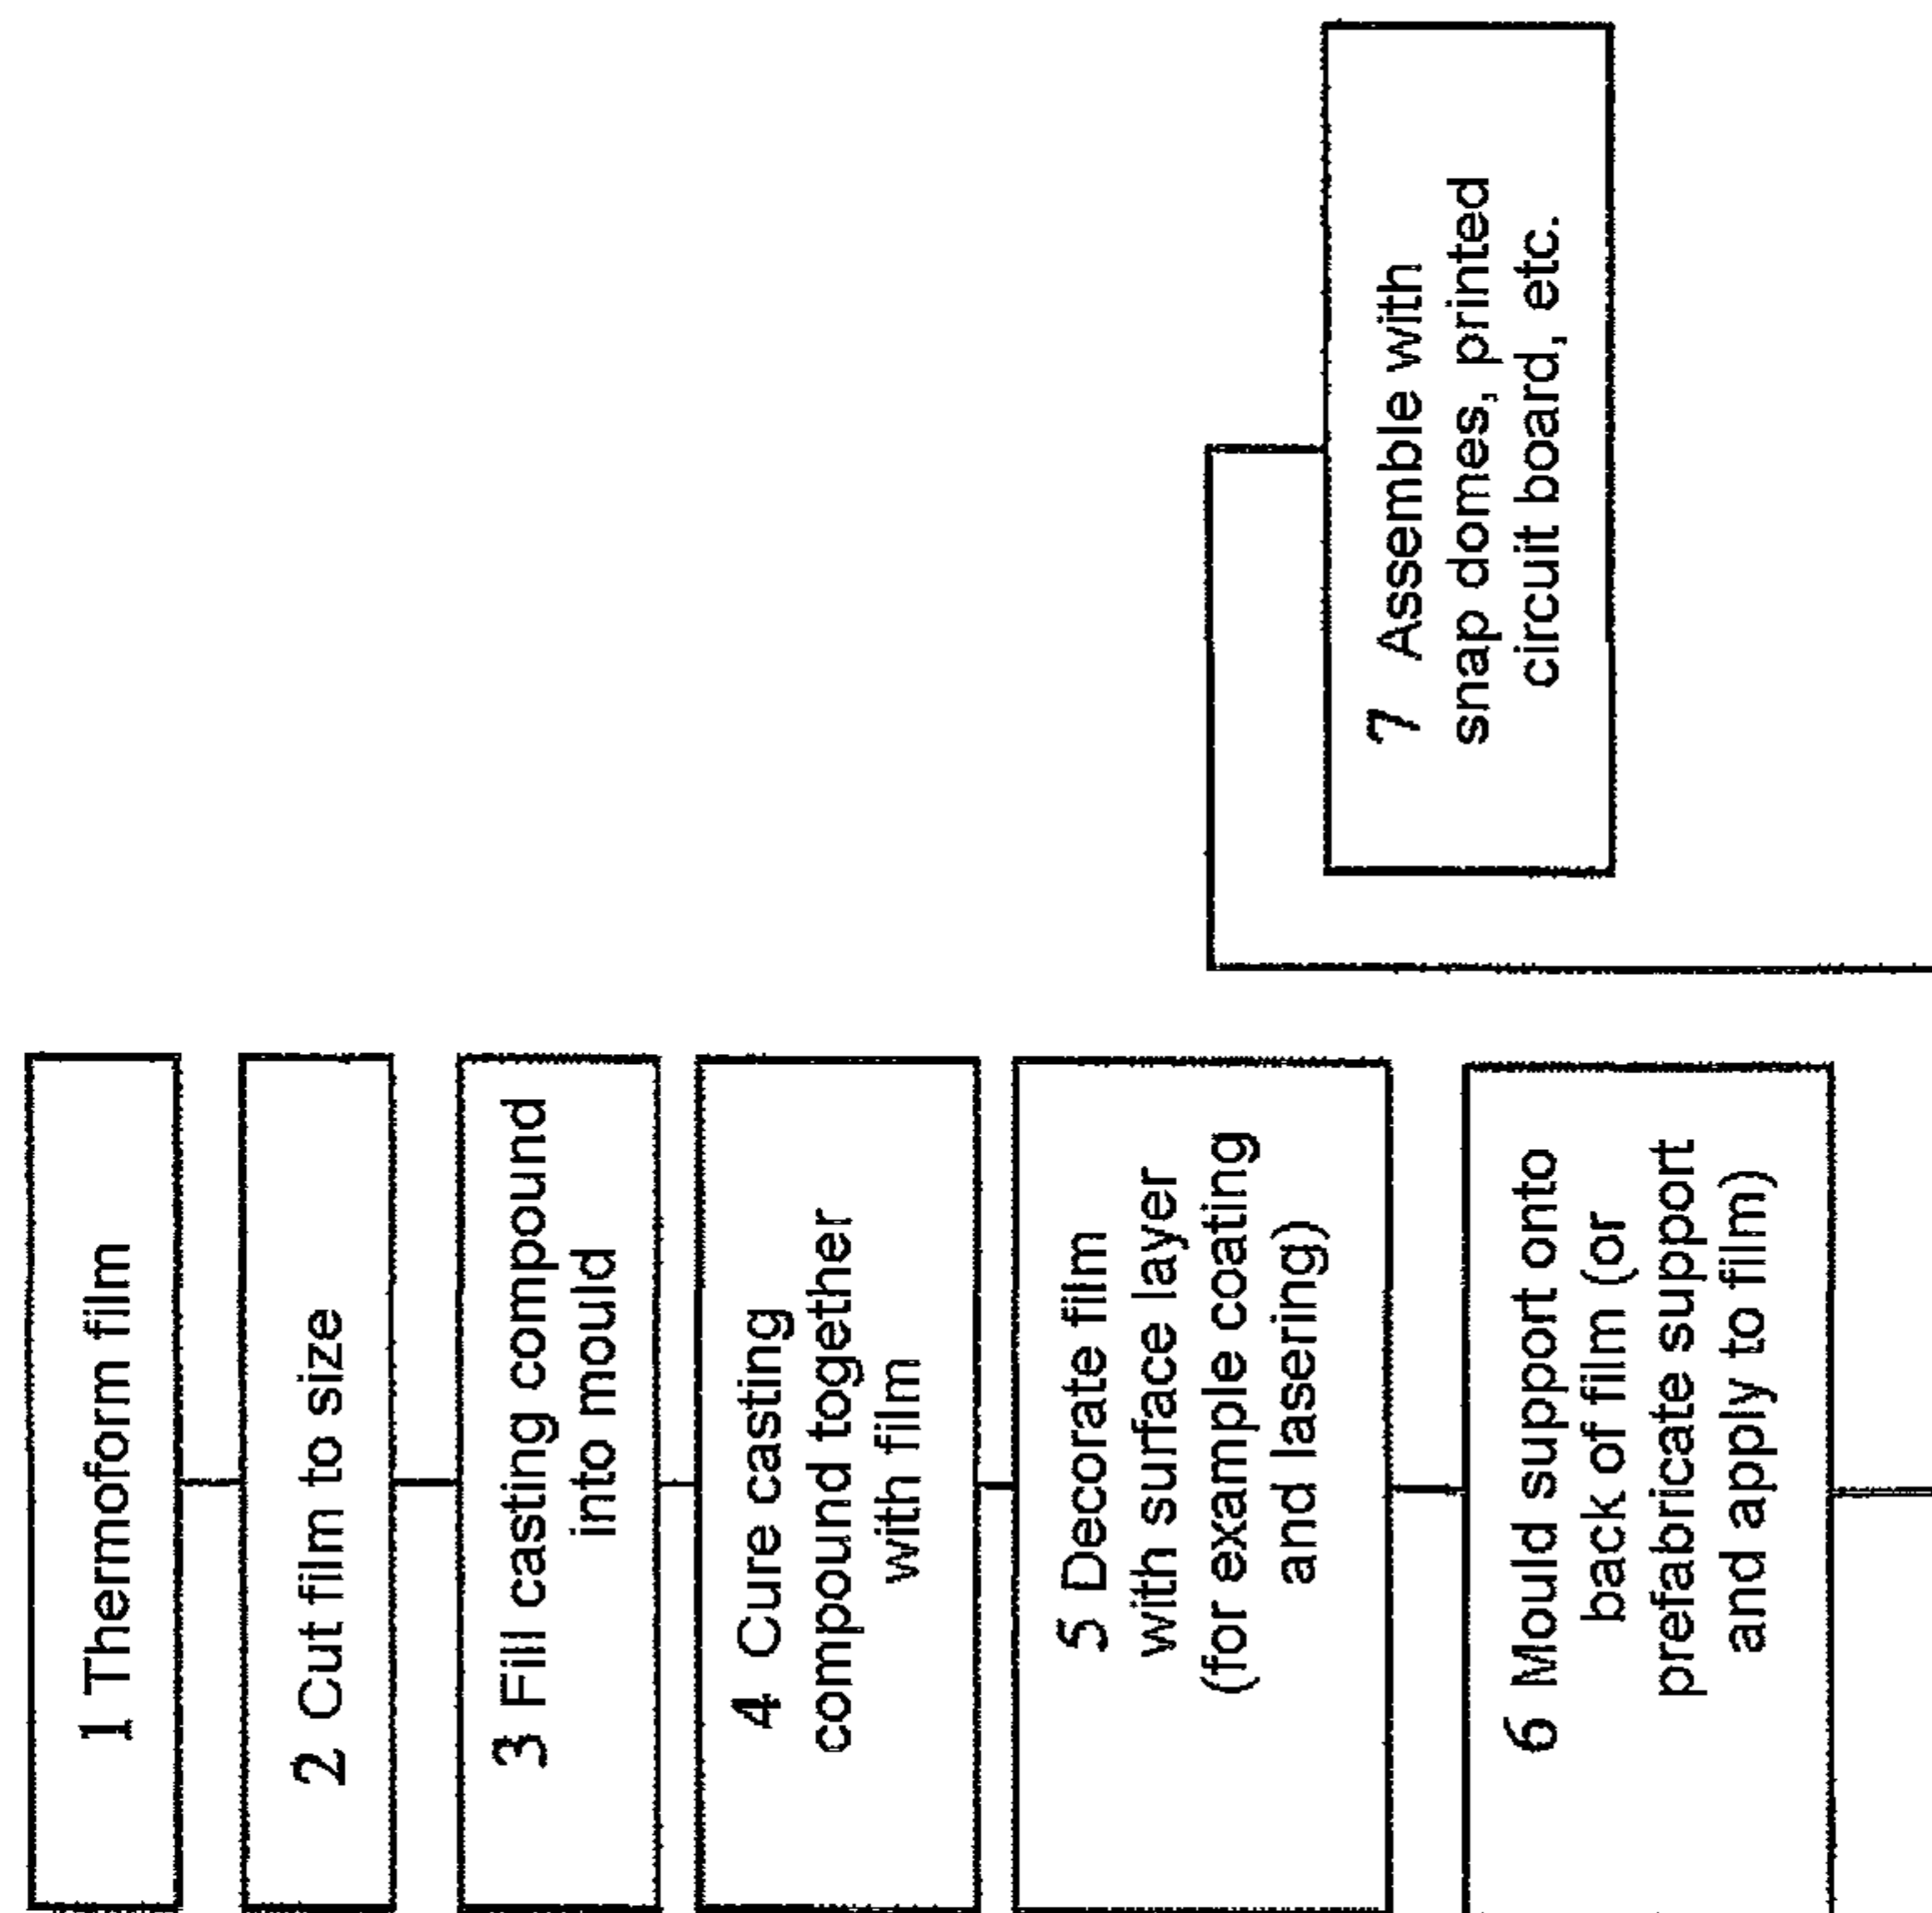 1 Thermoform film
2 Cut film to size
3 Fill casting compound
into mould
4 Cure casting
compound together
with film
5 Decorate film
with surface layer
(for example coating
and lasering)
6 Mould support onto
back of film (or
prefabricate support
and apply to film)
7 Assemble with
snap domes, printed
circuit board, etc.